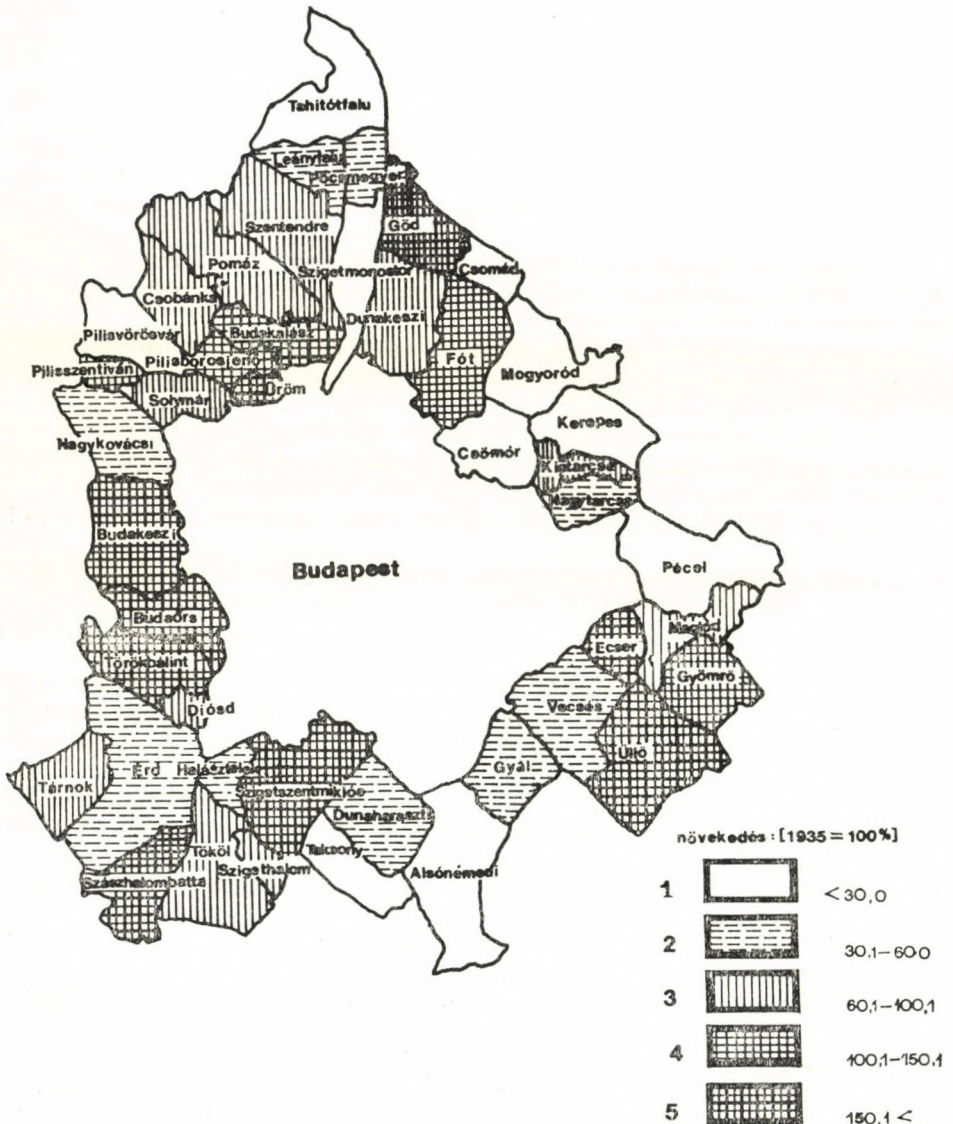 Tahitótfalu
Leányfalu
Pócsmegyer
Szentendre
Göd
Pomáz
Szigetmonostor
Csomád
Csobánka
Budakalász
Dunakeszi
Pilisvörösvár
Pilisborosjenő
Fót
Mogyoród
Pilisszentiván
Üröm
Solymár
Kerepes
Nagykovácsi
Csömör
Kistarcsa
Nagytarcsa
Budakeszi
Budapest
Pécel
Budaörs
Maglód
Ecser
Törökbálint
Gyömrő
Diósd
Vecsés
Üllő
Érd
Halásztelek
Gyál
Tárnok
Szigetszentmiklós
Dunaharaszti
Tököl
Taksony
Szigethalom
Alsónémedi
Százhalombatta
növekedés: [1935 = 100%]
1 < 30,0
2 30,1–60,0
3 60,1–100,1
4 100,1–150,1
5 150,1 <